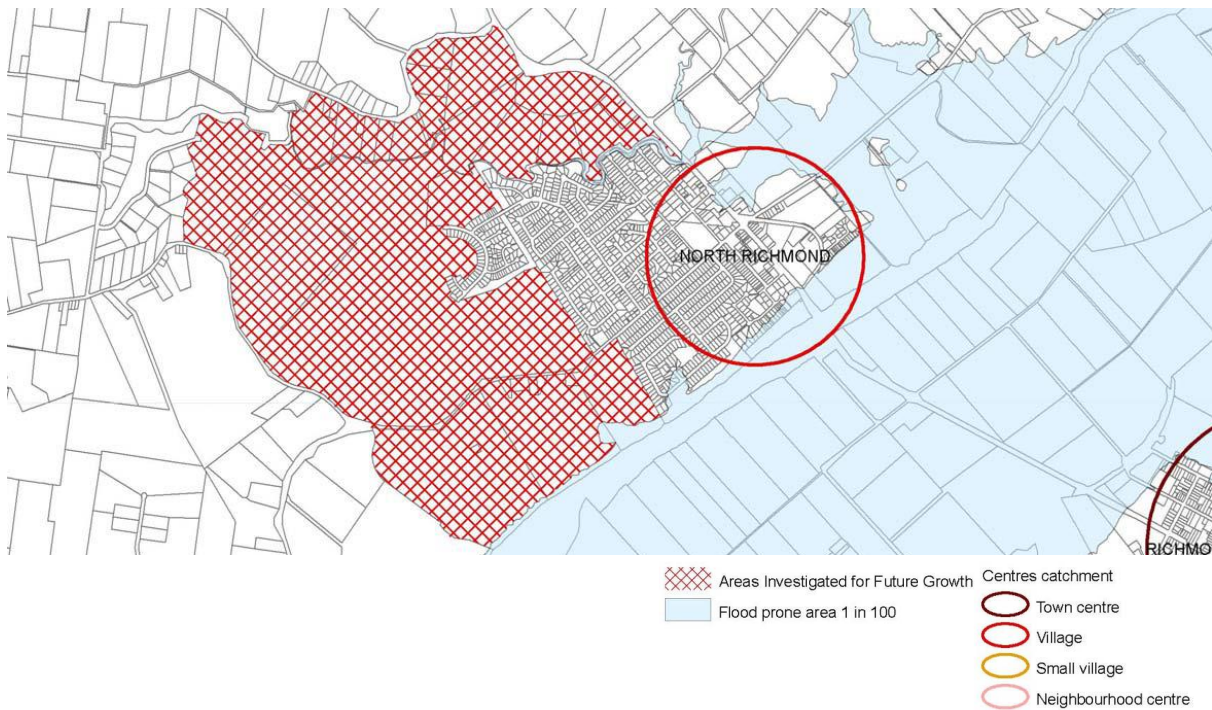 NORTH RICHMOND
RICHMO
Areas Investigated for Future Growth
Flood prone area 1 in 100
Centres catchment
Town centre
Village
Small village
Neighbourhood centre